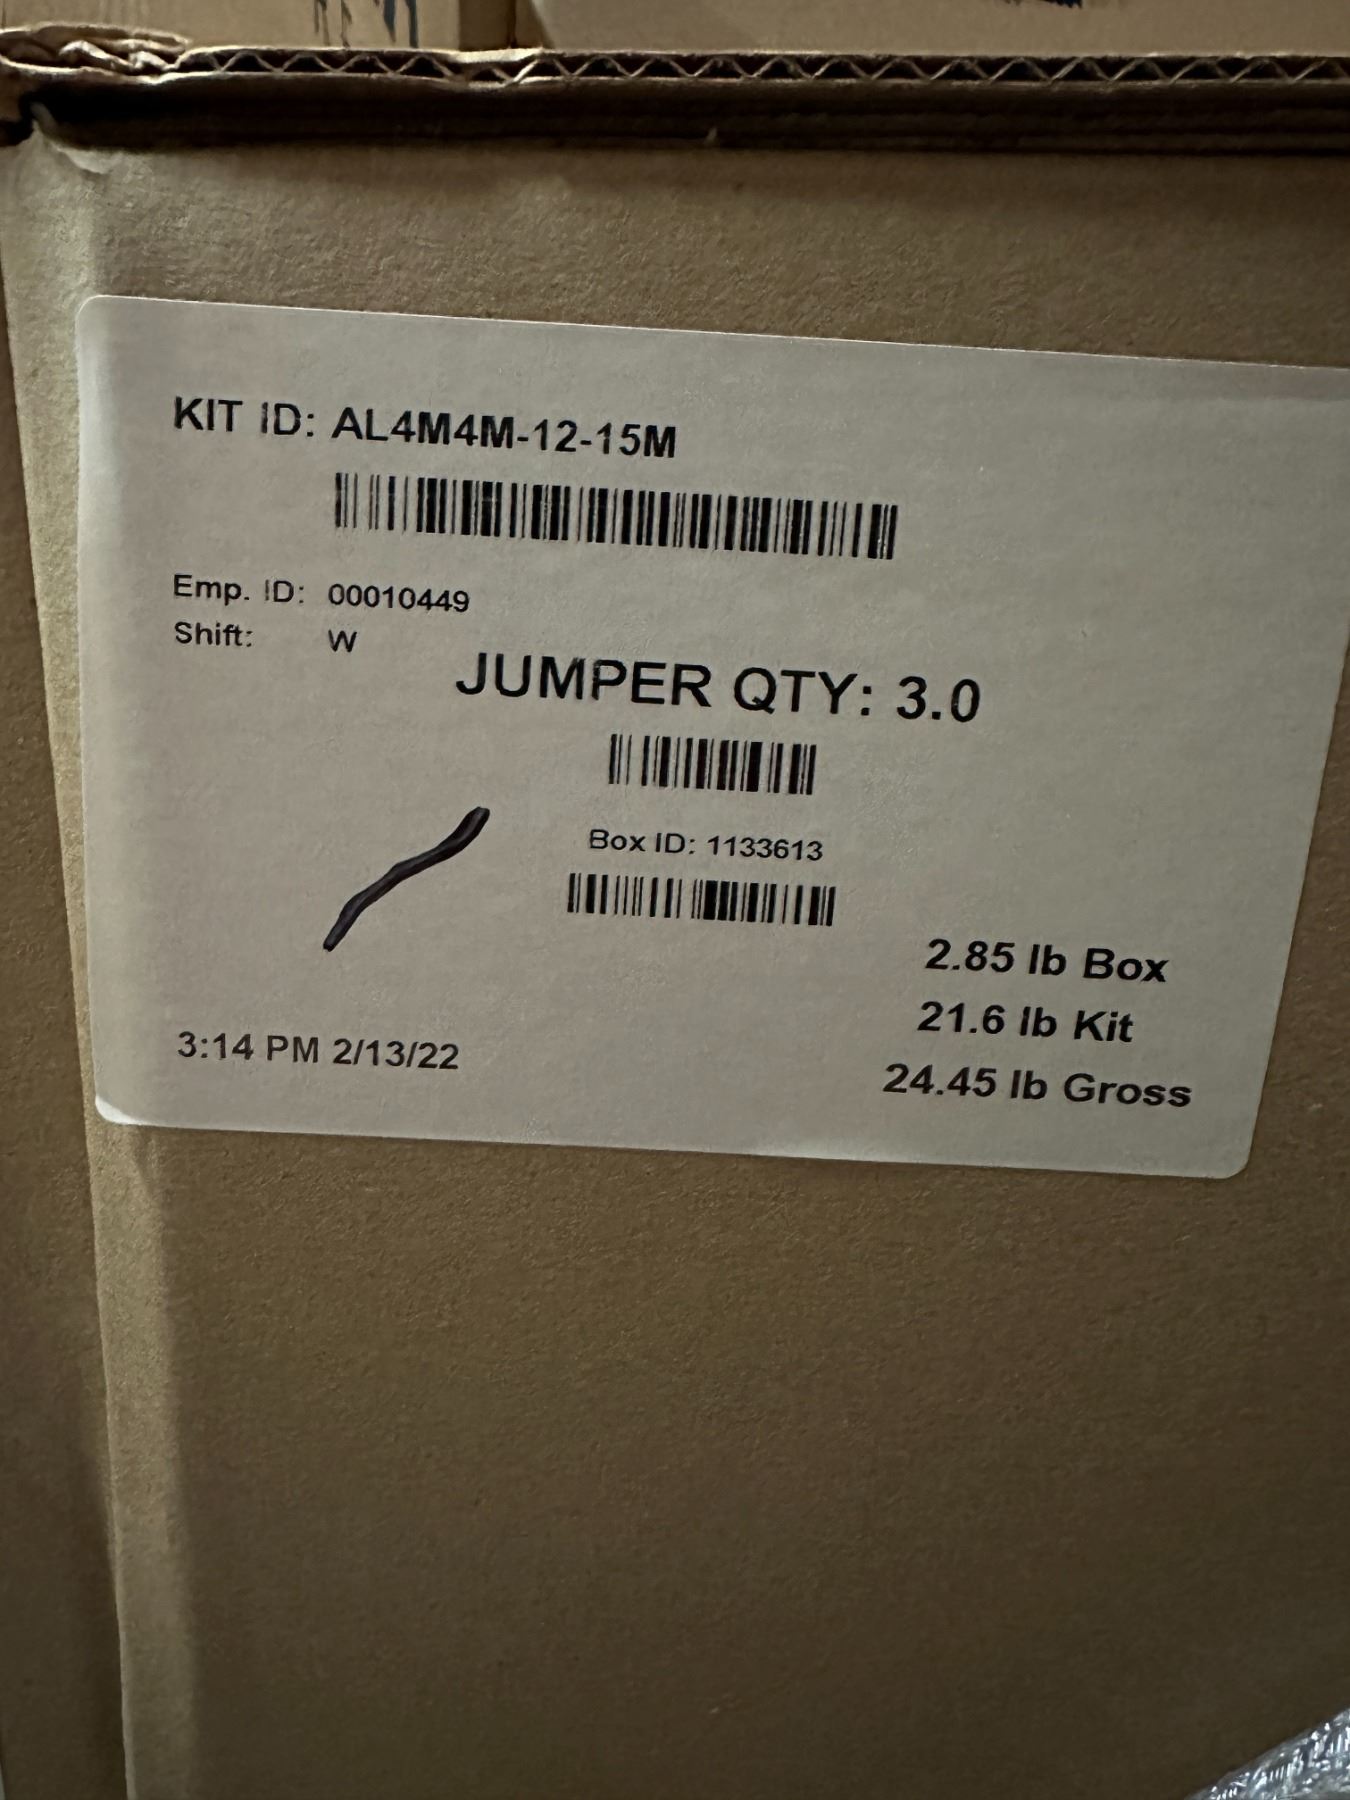 KIT ID: AL4M4M-12-15M
Emp. ID: 00010449
Shift: W
JUMPER QTY: 3.0
Box ID: 1133613
2.85 lb Box
21.6 lb Kit
3:14 PM 2/13/22
24.45 lb Gross